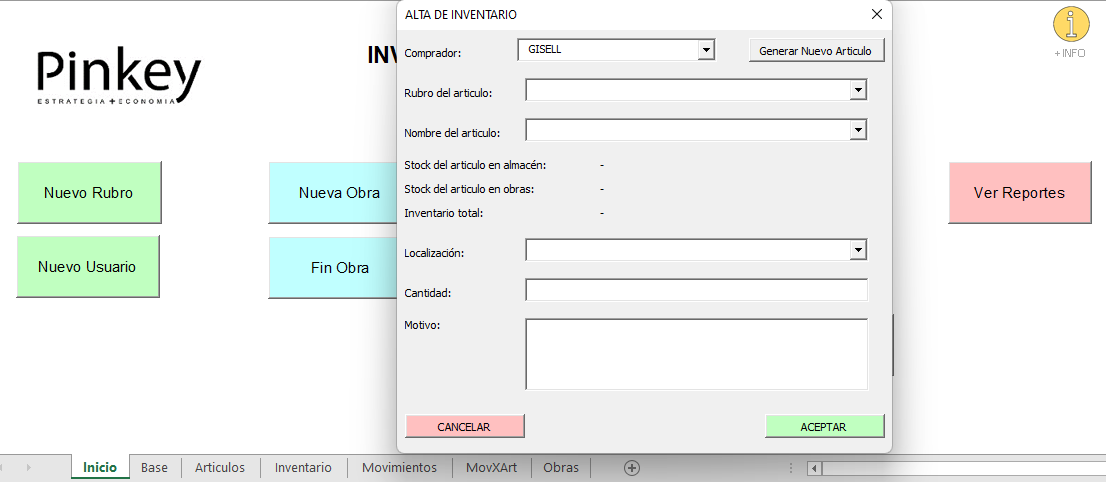 ALTA DE INVENTARIO
Comprador: GISELL Generar Nuevo Articulo
Rubro del articulo:
Nombre del articulo:
Stock del articulo en almacén: -
Stock del articulo en obras: -
Inventario total: -
Localización:
Cantidad:
Motivo:
CANCELAR ACEPTAR
Pinkey
ESTRATEGIA + ECONOMIA
INV
+ INFO
Nuevo Rubro Nueva Obra Ver Reportes
Nuevo Usuario Fin Obra
Inicio Base Articulos Inventario Movimientos MovXArt Obras